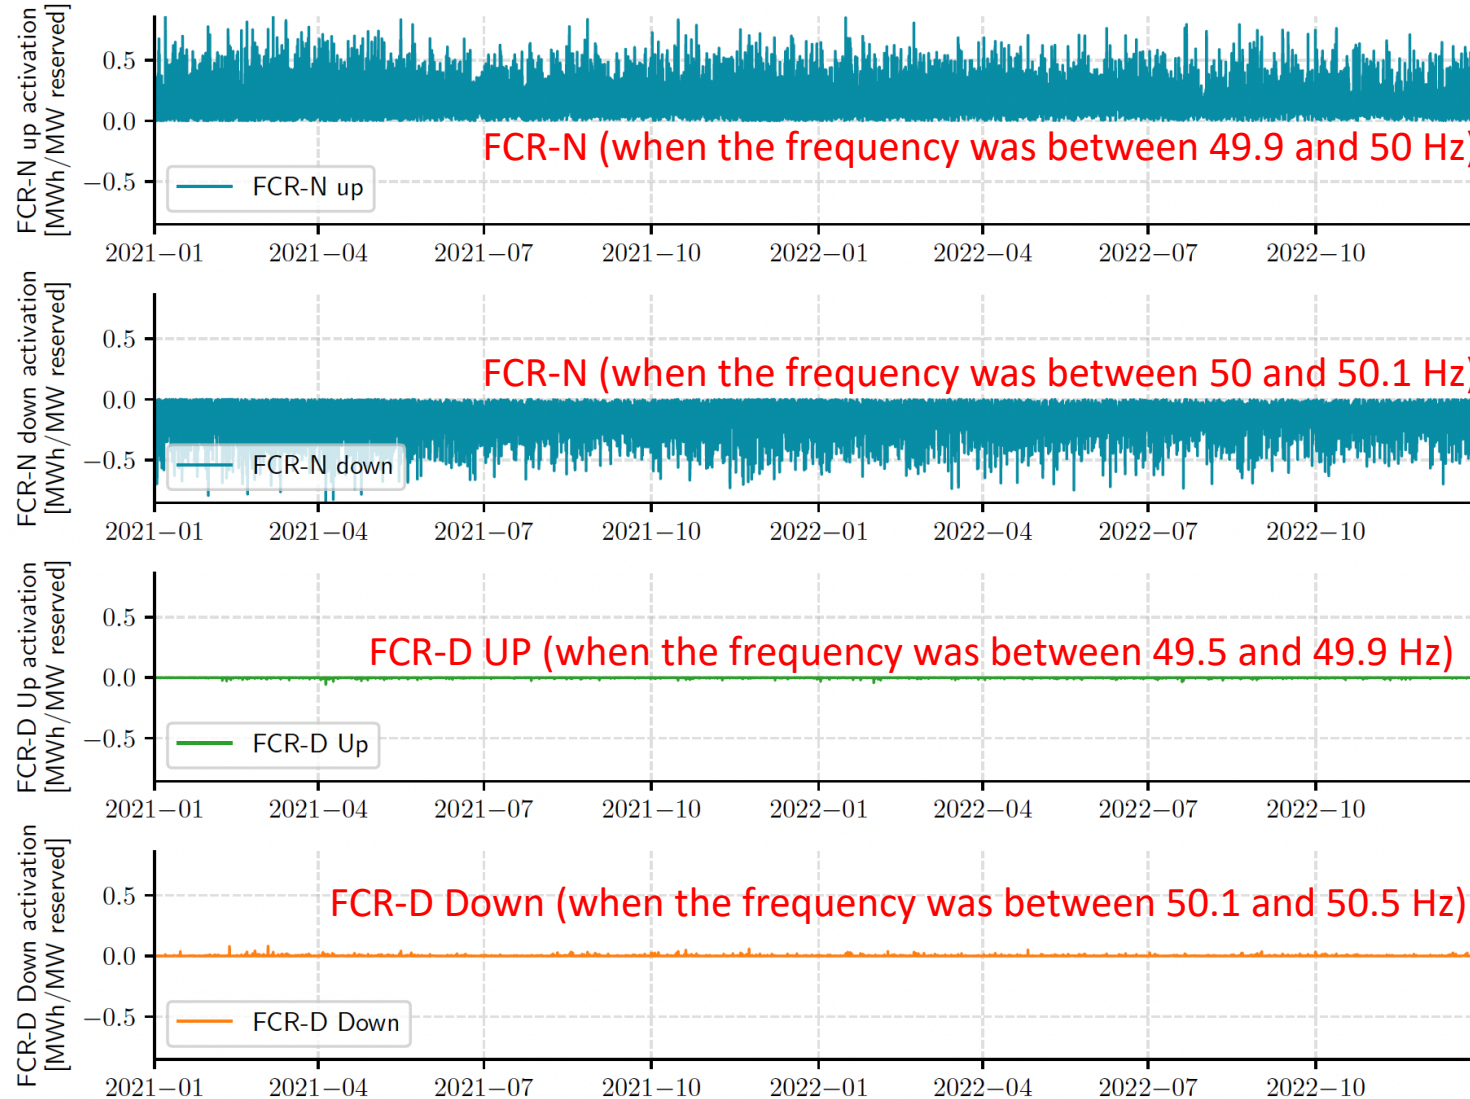 FCR-N up activation
[MWh/MW reserved]
0.5
0.0
−0.5
FCR-N (when the frequency was between 49.9 and 50 Hz)
FCR-N up
2021−01 2021−04 2021−07 2021−10 2022−01 2022−04 2022−07 2022−10
FCR-N down activation
[MWh/MW reserved]
0.5
0.0
−0.5
FCR-N (when the frequency was between 50 and 50.1 Hz)
FCR-N down
2021−01 2021−04 2021−07 2021−10 2022−01 2022−04 2022−07 2022−10
FCR-D Up activation
[MWh/MW reserved]
0.5
0.0
−0.5
FCR-D UP (when the frequency was between 49.5 and 49.9 Hz)
FCR-D Up
2021−01 2021−04 2021−07 2021−10 2022−01 2022−04 2022−07 2022−10
FCR-D Down activation
[MWh/MW reserved]
0.5
0.0
−0.5
FCR-D Down (when the frequency was between 50.1 and 50.5 Hz)
FCR-D Down
2021−01 2021−04 2021−07 2021−10 2022−01 2022−04 2022−07 2022−10